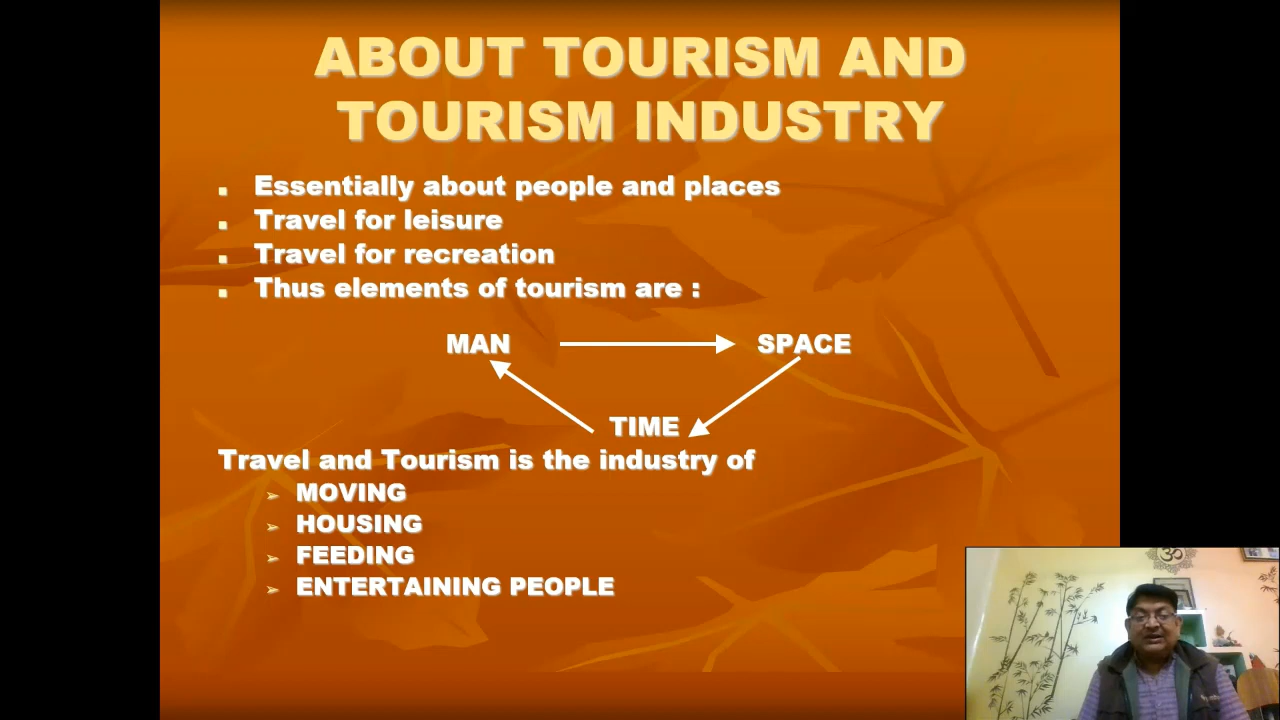 ABOUT TOURISM AND
TOURISM INDUSTRY
Essentially about people and places
Travel for leisure
Travel for recreation
Thus elements of tourism are :
MAN SPACE
TIME
Travel and Tourism is the industry of
MOVING
HOUSING
FEEDING
ENTERTAINING PEOPLE
ॐ